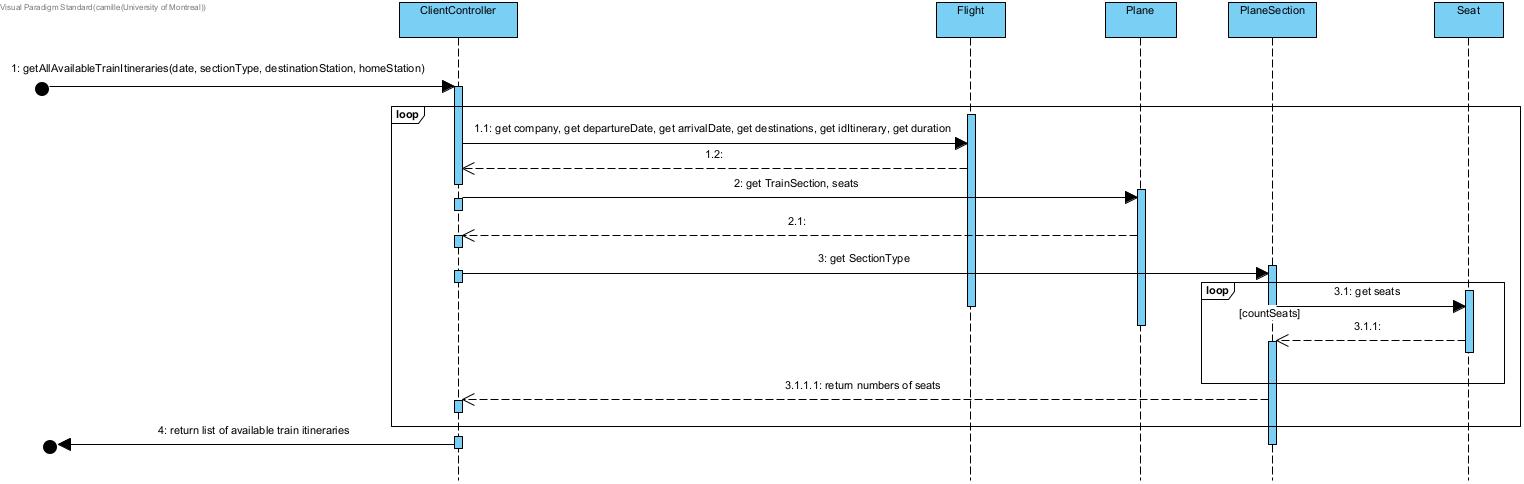 Visual Paradigm Standard(camille(University of Montreal))
ClientController
Flight
Plane
PlaneSection
Seat
1: getAllAvailableTrainItineraries(date, sectionType, destinationStation, homeStation)
loop
1.1: get company, get departureDate, get arrivalDate, get destinations, get idItinerary, get duration
1.2:
2: get TrainSection, seats
2.1:
3: get SectionType
loop
3.1: get seats
[countSeats]
3.1.1:
3.1.1.1: return numbers of seats
4: return list of available train itineraries